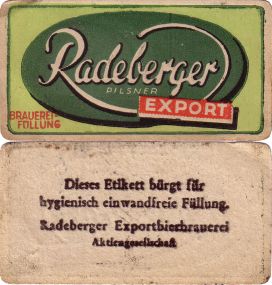 Radeberger
PILSNER
EXPORT
BRAUEREI
FÜLLUNG
Dieses Etikett bürgt für
hygienisch einwandfreie Füllung.
Radeberger Exportbierbrauerei
Aktiengesellschaft